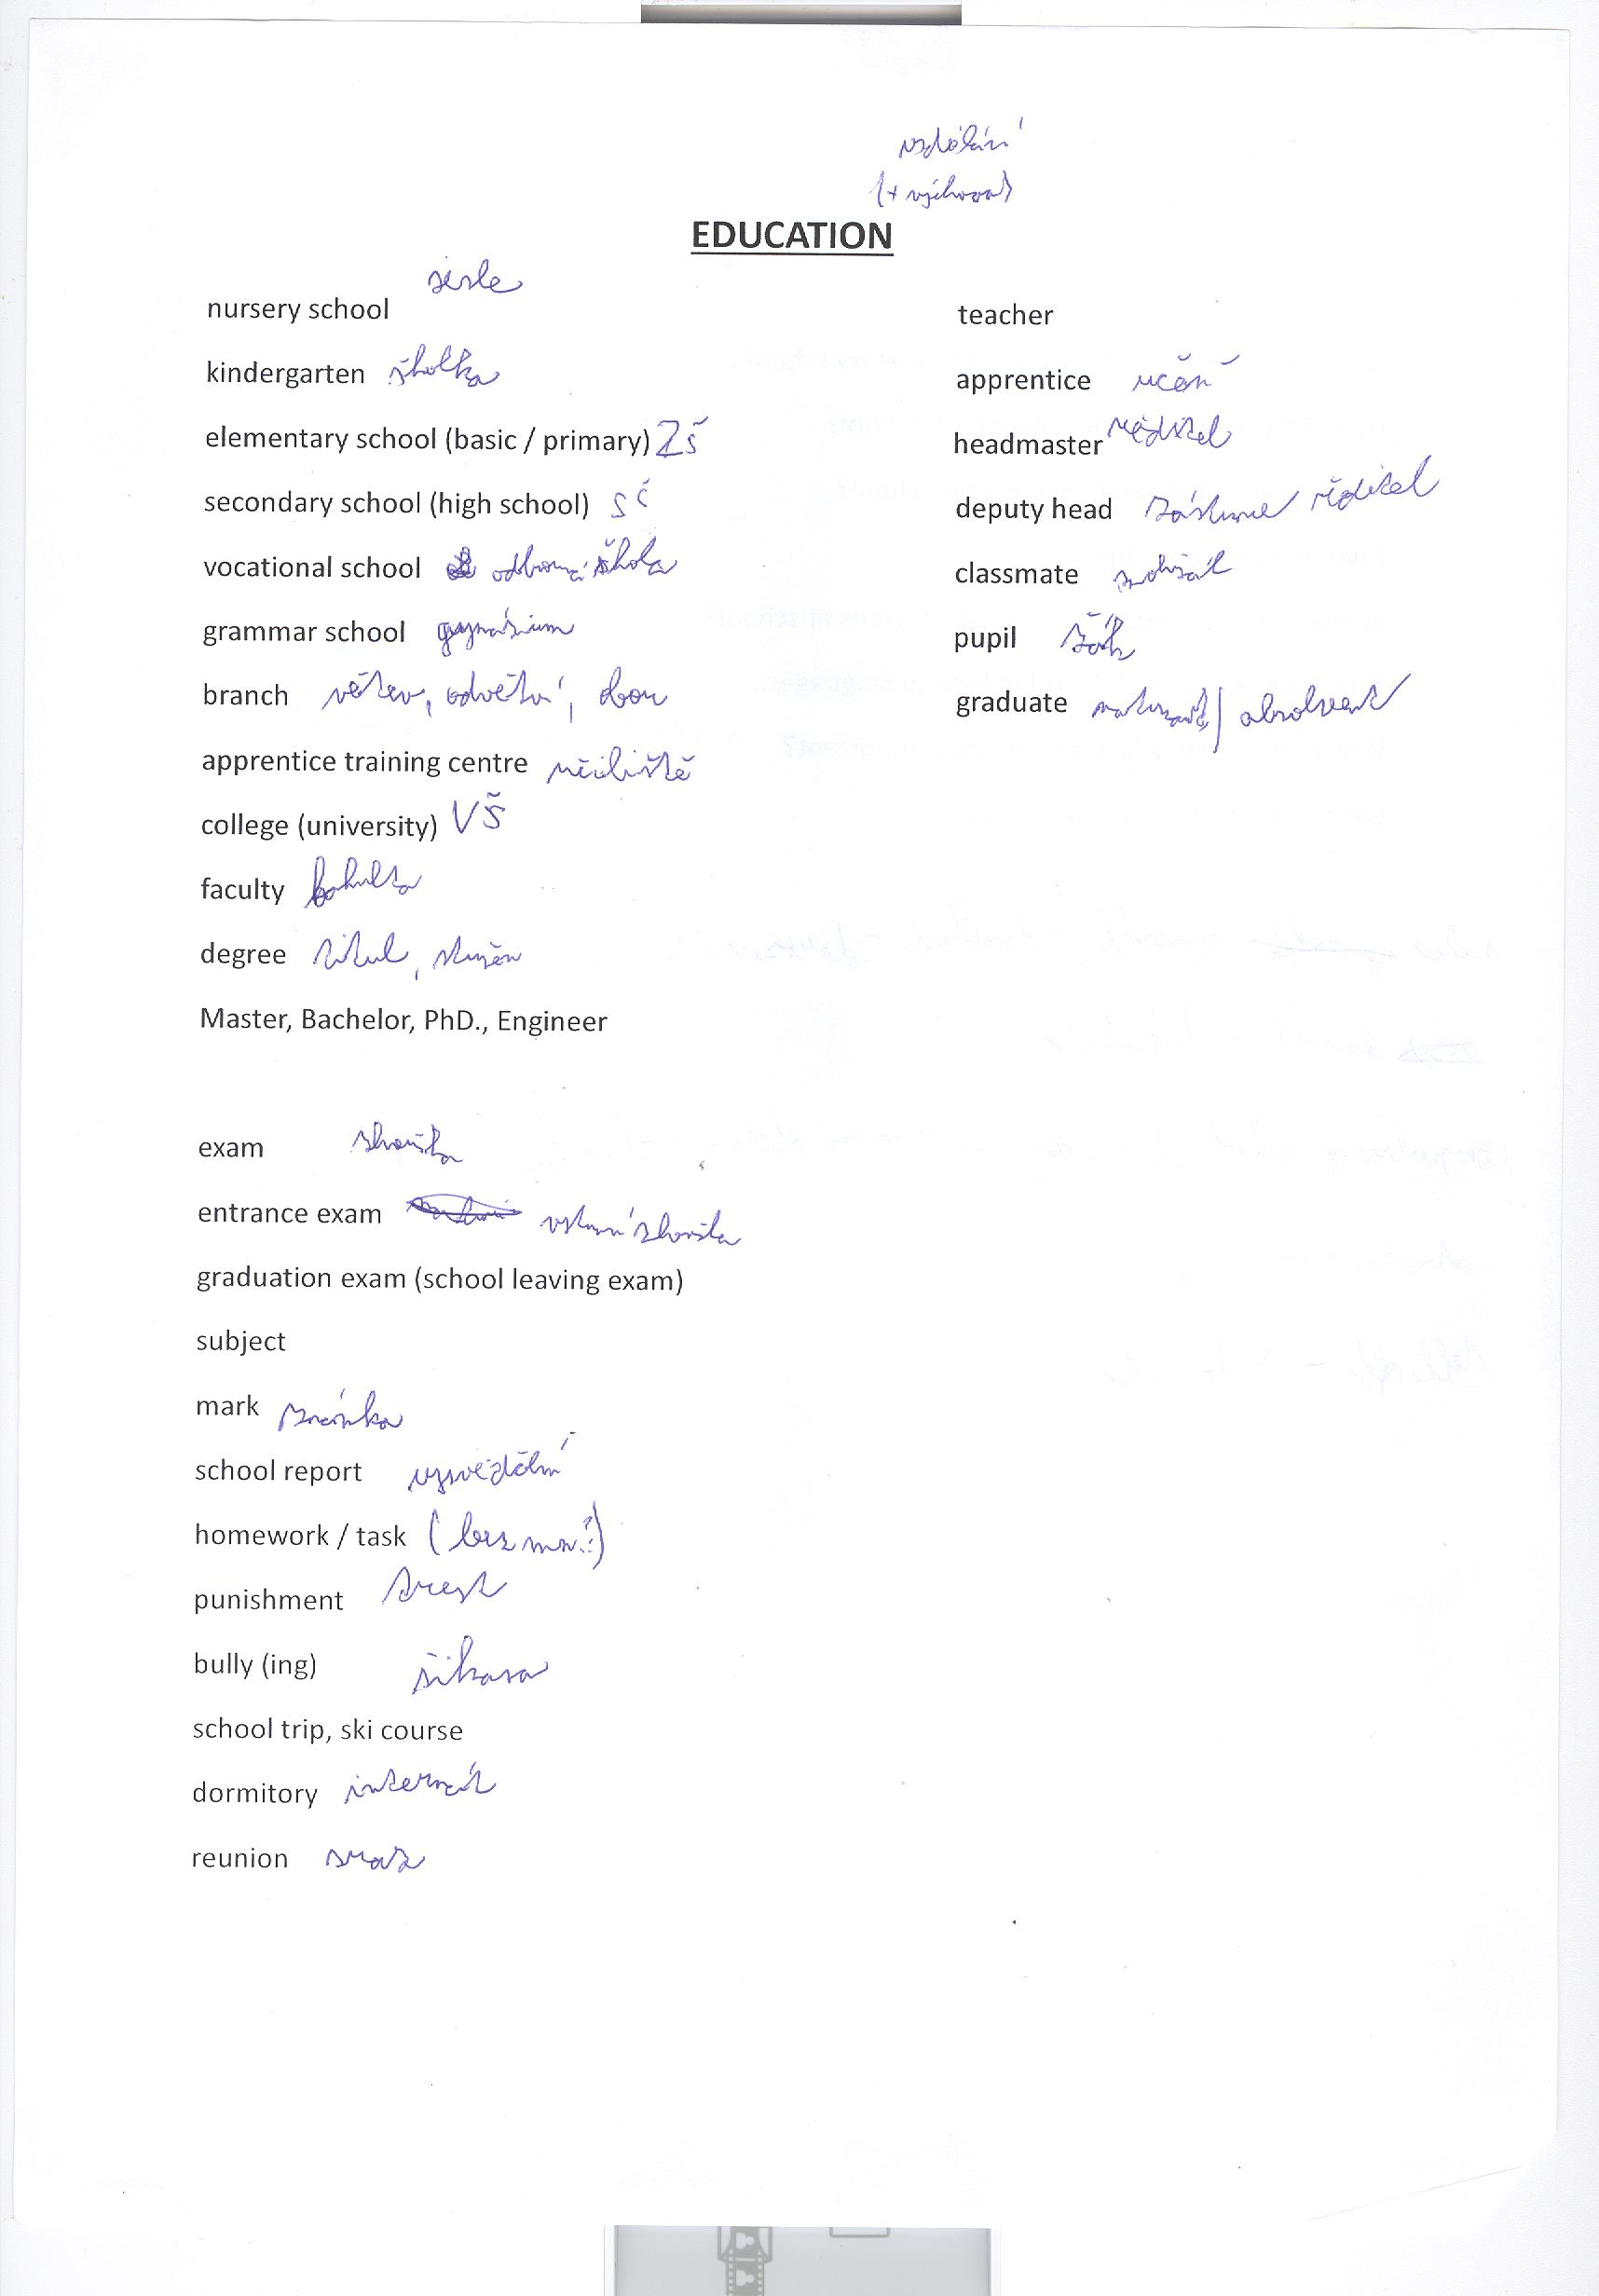 vzdělání
(+ výchova)
EDUCATION
nursery school jesle
kindergarten školka
elementary school (basic / primary) ZŠ
secondary school (high school) SŠ
vocational school odborná škola
grammar school gymnázium
branch větev, odvětví, obor
apprentice training centre učiliště
college (university) VŠ
faculty fakulta
degree titul, stupeň
Master, Bachelor, PhD., Engineer
exam zkouška
entrance exam vstupní zkouška
graduation exam (school leaving exam)
subject
mark známka
school report vysvědčení
homework / task (bez mn.č.)
punishment trest
bully (ing) šikana
school trip, ski course
dormitory internát
reunion sraz
teacher
apprentice učeň
headmaster ředitel
deputy head zástupce ředitel
classmate spolužák
pupil žák
graduate maturant / absolvent